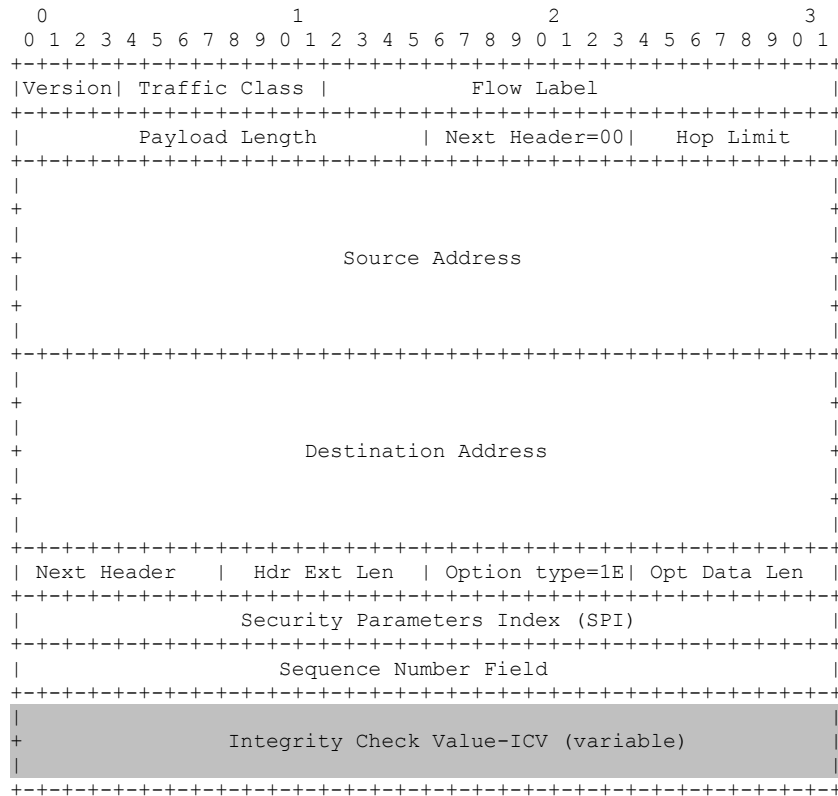 0                   1                   2                   3
0 1 2 3 4 5 6 7 8 9 0 1 2 3 4 5 6 7 8 9 0 1 2 3 4 5 6 7 8 9 0 1
+-+-+-+-+-+-+-+-+-+-+-+-+-+-+-+-+-+-+-+-+-+-+-+-+-+-+-+-+-+-+-+-+
|Version| Traffic Class |           Flow Label                  |
+-+-+-+-+-+-+-+-+-+-+-+-+-+-+-+-+-+-+-+-+-+-+-+-+-+-+-+-+-+-+-+-+
|         Payload Length        | Next Header=00|   Hop Limit   |
+-+-+-+-+-+-+-+-+-+-+-+-+-+-+-+-+-+-+-+-+-+-+-+-+-+-+-+-+-+-+-+-+
|                                                               |
+                                                               +
|                                                               |
+                         Source Address                        +
|                                                               |
+                                                               +
|                                                               |
+-+-+-+-+-+-+-+-+-+-+-+-+-+-+-+-+-+-+-+-+-+-+-+-+-+-+-+-+-+-+-+-+
|                                                               |
+                                                               +
|                                                               |
+                      Destination Address                      +
|                                                               |
+                                                               +
|                                                               |
+-+-+-+-+-+-+-+-+-+-+-+-+-+-+-+-+-+-+-+-+-+-+-+-+-+-+-+-+-+-+-+-+
| Next Header   |  Hdr Ext Len  | Option type=1E| Opt Data Len  |
+-+-+-+-+-+-+-+-+-+-+-+-+-+-+-+-+-+-+-+-+-+-+-+-+-+-+-+-+-+-+-+-+
|                 Security Parameters Index (SPI)               |
+-+-+-+-+-+-+-+-+-+-+-+-+-+-+-+-+-+-+-+-+-+-+-+-+-+-+-+-+-+-+-+-+
|                    Sequence Number Field                      |
+-+-+-+-+-+-+-+-+-+-+-+-+-+-+-+-+-+-+-+-+-+-+-+-+-+-+-+-+-+-+-+-+
|                                                               |
+                Integrity Check Value-ICV (variable)           |
|                                                               |
+-+-+-+-+-+-+-+-+-+-+-+-+-+-+-+-+-+-+-+-+-+-+-+-+-+-+-+-+-+-+-+-+